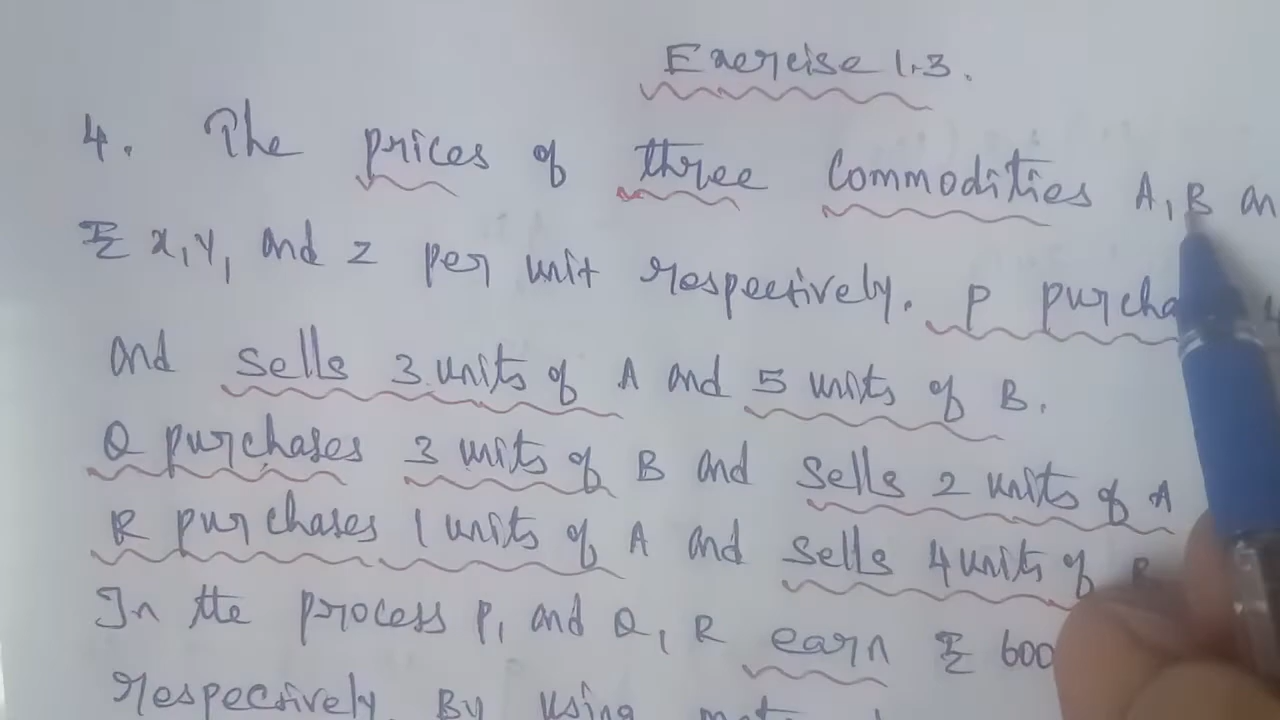 Exercise 1.3.
4. The prices of three Commodities A, B an
₹ x, y, and z per unit respectively. P purcha
and sells 3 units of A and 5 units of B.
Q purchases 3 units of B and sells 2 units of A
R purchases 1 units of A and sells 4 units of
In the process P, and Q, R earn ₹ 600
respectively. By using